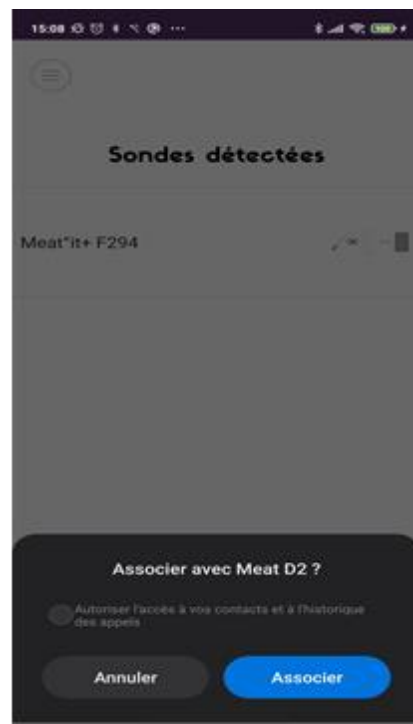 15:08
Sondes détectées
Meat°it+ F294
Associer avec Meat D2 ?
Autoriser l'accès à vos contacts et à l'historique
des appels
Annuler
Associer